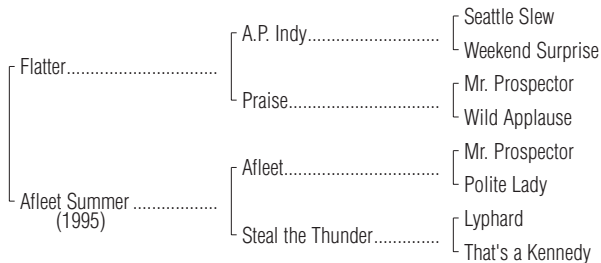 Seattle Slew
A.P. Indy..............................
Weekend Surprise
Flatter..................................
Mr. Prospector
Praise..................................
Wild Applause
Mr. Prospector
Afleet...................................
Polite Lady
Afleet Summer ....................
(1995)
Lyphard
Steal the Thunder................
That's a Kennedy